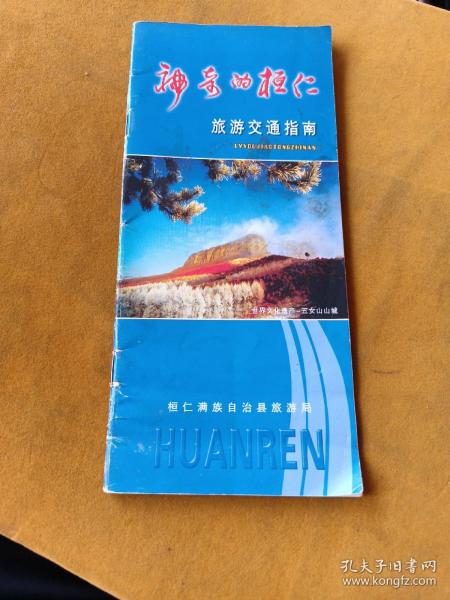 神奇的桓仁
旅游交通指南
LVYOUJIAOTONGZHINAN
世界文化遗产-五女山山城
桓仁满族自治县旅游局
HUANREN
孔夫子旧书网
www.kongfz.com